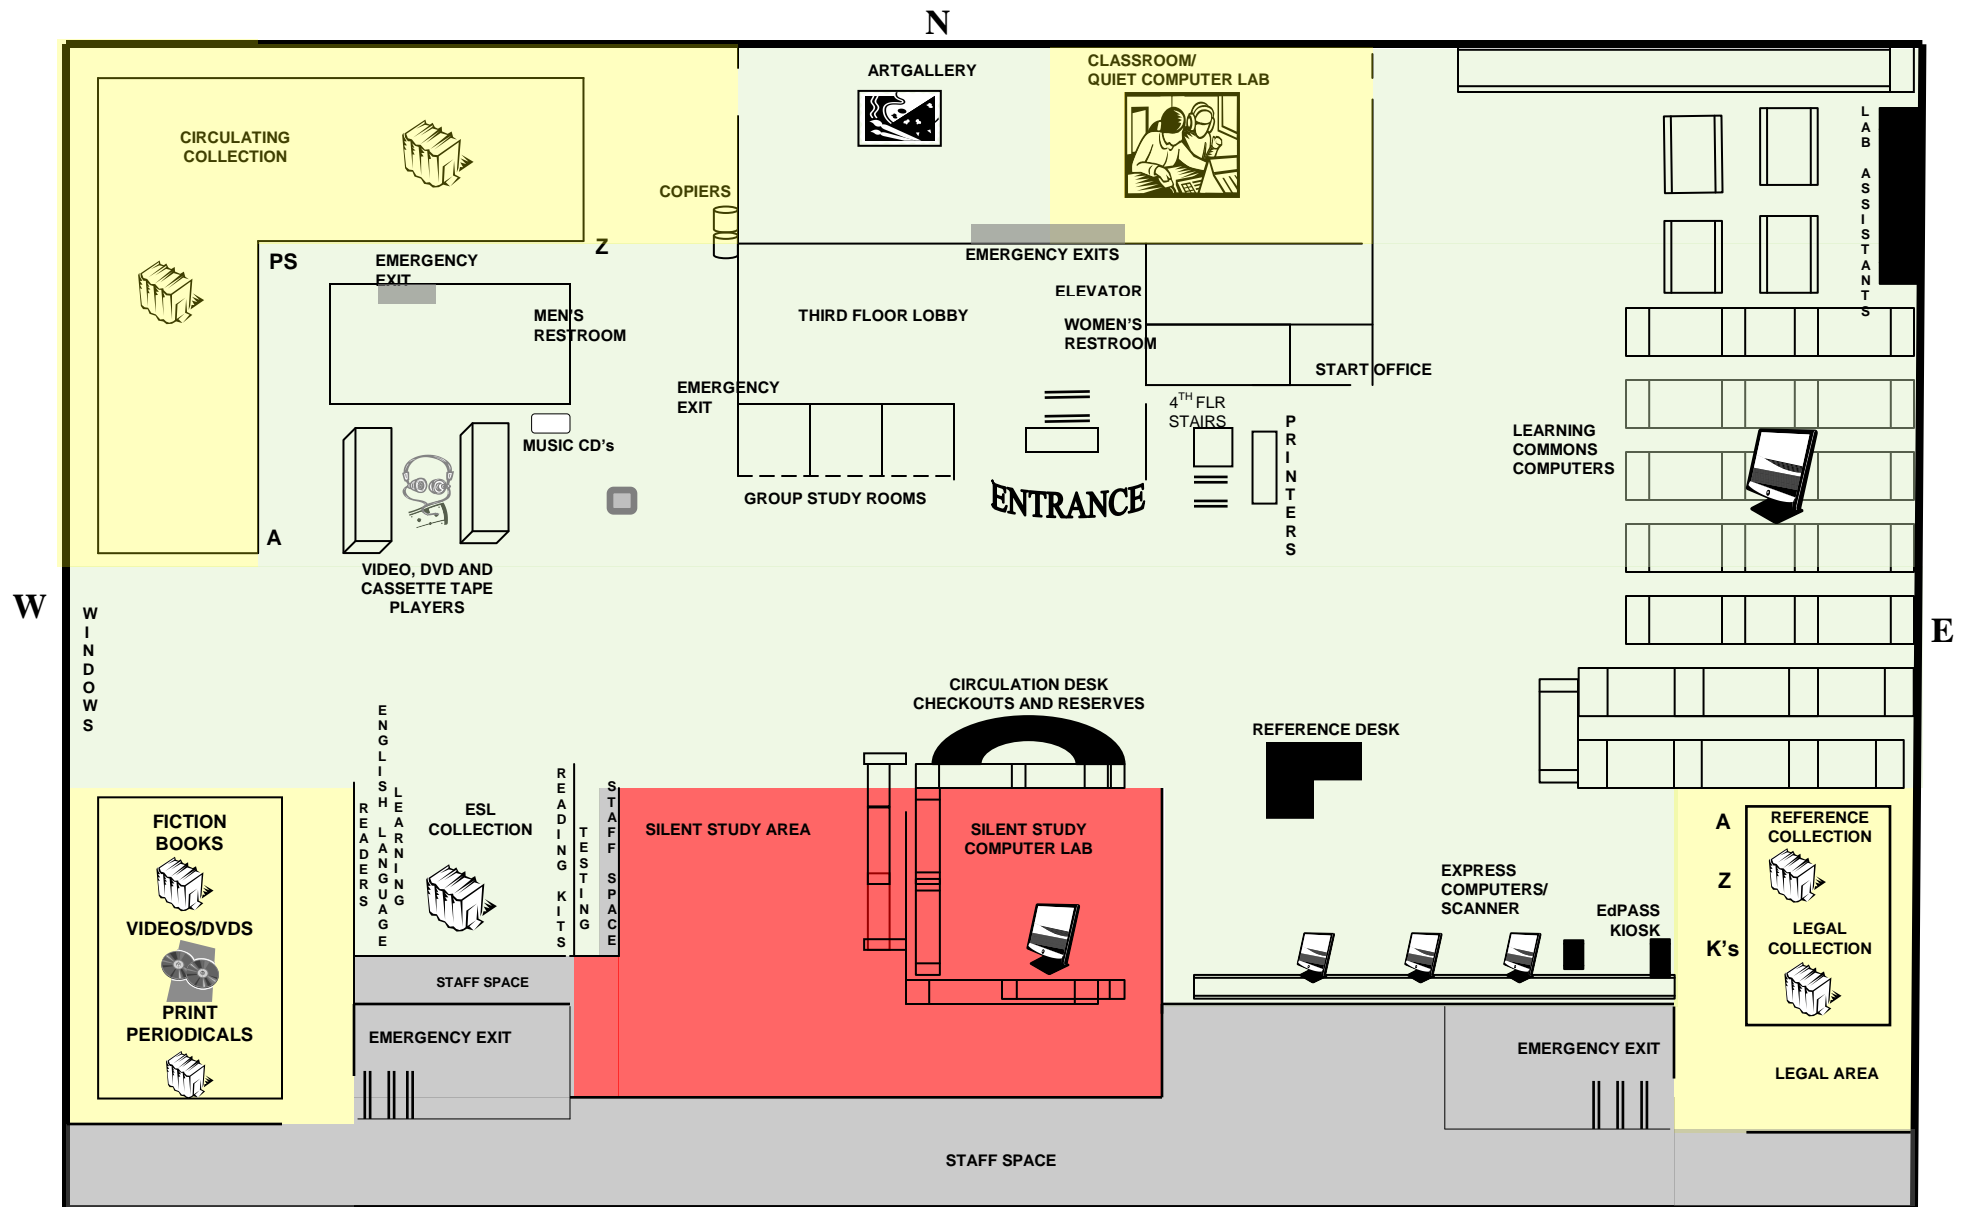 N
ARTGALLERY
CLASSROOM/
QUIET COMPUTER LAB
LAB ASSISTANTS
CIRCULATING
COLLECTION
COPIERS
Z
PS
EMERGENCY
EXIT
EMERGENCY EXITS
ELEVATOR
MEN'S
RESTROOM
THIRD FLOOR LOBBY
WOMEN'S
RESTROOM
START OFFICE
EMERGENCY
EXIT
4TH FLR
STAIRS
PRINTERS
LEARNING
COMMONS
COMPUTERS
MUSIC CD's
GROUP STUDY ROOMS
ENTRANCE
A
VIDEO, DVD AND
CASSETTE TAPE
PLAYERS
W
E
WINDOWS
CIRCULATION DESK
CHECKOUTS AND RESERVES
REFERENCE DESK
READERS
ENGLISH LANGUAGE
LEARNING
ESL
COLLECTION
READING KITS
TESTING
STAFF SPACE
SILENT STUDY AREA
SILENT STUDY
COMPUTER LAB
FICTION
BOOKS
VIDEOS/DVDS
PRINT
PERIODICALS
A
REFERENCE
COLLECTION
Z
EXPRESS
COMPUTERS/
SCANNER
EdPASS
KIOSK
K's
LEGAL
COLLECTION
STAFF SPACE
EMERGENCY EXIT
EMERGENCY EXIT
LEGAL AREA
STAFF SPACE